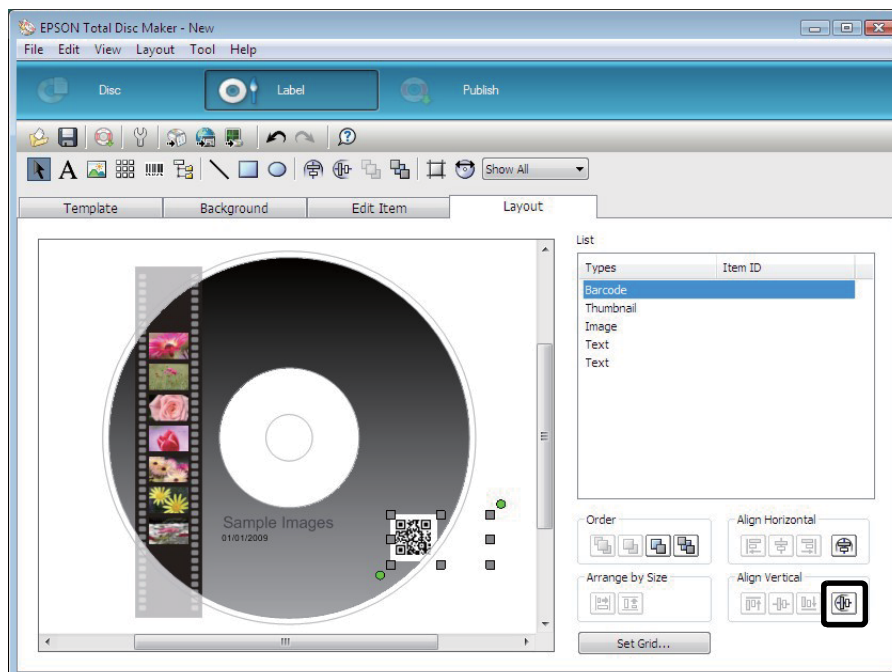 EPSON Total Disc Maker - New
File Edit View Layout Tool Help
Disc Label Publish
A Show All
Template Background Edit Item Layout
List
Types Item ID
Barcode
Thumbnail
Image
Text
Text
Sample Images
01/01/2009
Order Align Horizontal
Arrange by Size Align Vertical
Set Grid...